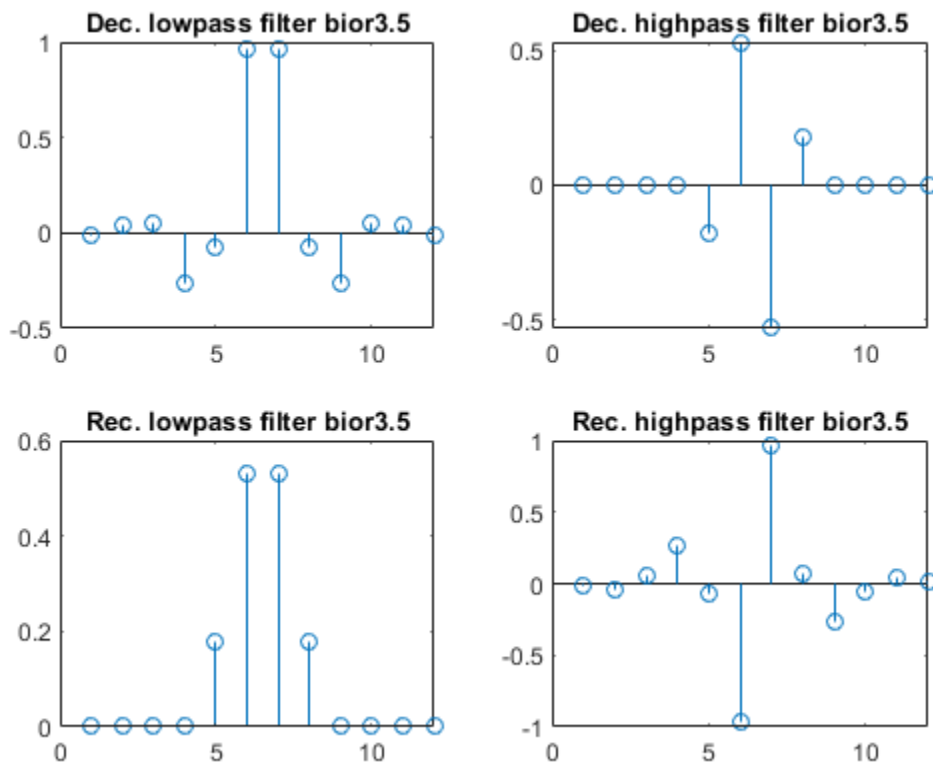 Dec. lowpass filter bior3.5
1
0.5
0
-0.5
0 5 10
Dec. highpass filter bior3.5
0.5
0
-0.5
0 5 10
Rec. lowpass filter bior3.5
0.6
0.4
0.2
0
0 5 10
Rec. highpass filter bior3.5
1
0.5
0
-0.5
-1
0 5 10